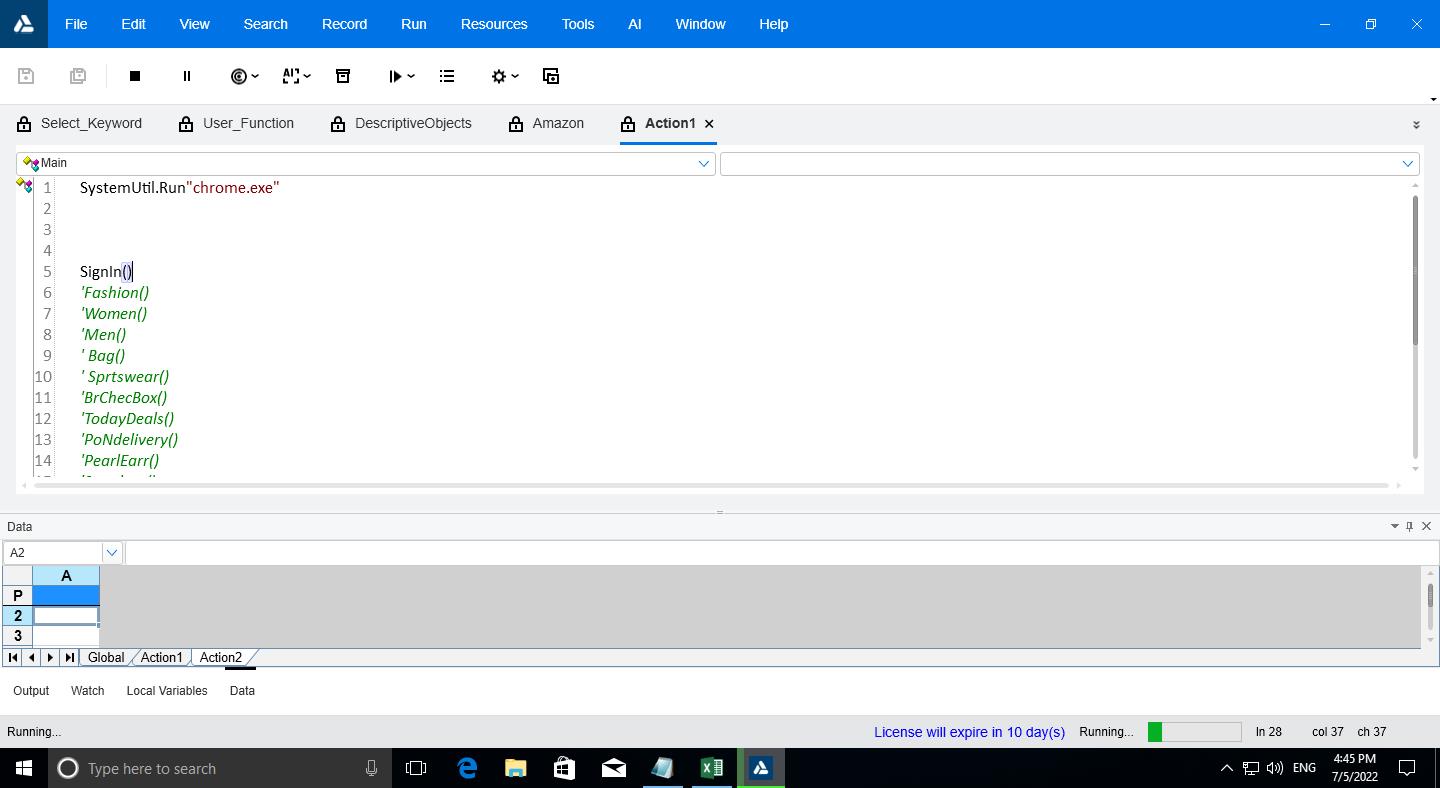 File Edit View Search Record Run Resources Tools AI Window Help
AI
Select_Keyword User_Function DescriptiveObjects Amazon Action1
Main
1 SystemUtil.Run"chrome.exe"
2
3
4
5 SignIn()
6 'Fashion()
7 'Women()
8 'Men()
9 ' Bag()
10 ' Sprtswear()
11 'BrChecBox()
12 'TodayDeals()
13 'PoNdelivery()
14 'PearlEarr()
Data
A2
A
P
2
3
Global Action1 Action2
Output Watch Local Variables Data
Running... License will expire in 10 day(s) Running... ln 28 col 37 ch 37
Type here to search ENG 4:45 PM
7/5/2022